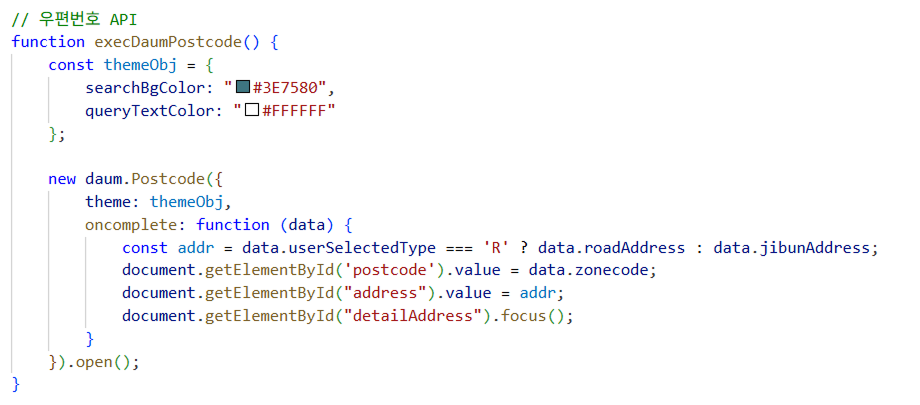 // 우편번호 API
function execDaumPostcode() {
    const themeObj = {
        searchBgColor: "#3E7580",
        queryTextColor: "#FFFFFF"
    };

    new daum.Postcode({
        theme: themeObj,
        oncomplete: function (data) {
            const addr = data.userSelectedType === 'R' ? data.roadAddress : data.jibunAddress;
            document.getElementById('postcode').value = data.zonecode;
            document.getElementById("address").value = addr;
            document.getElementById("detailAddress").focus();
        }
    }).open();
}